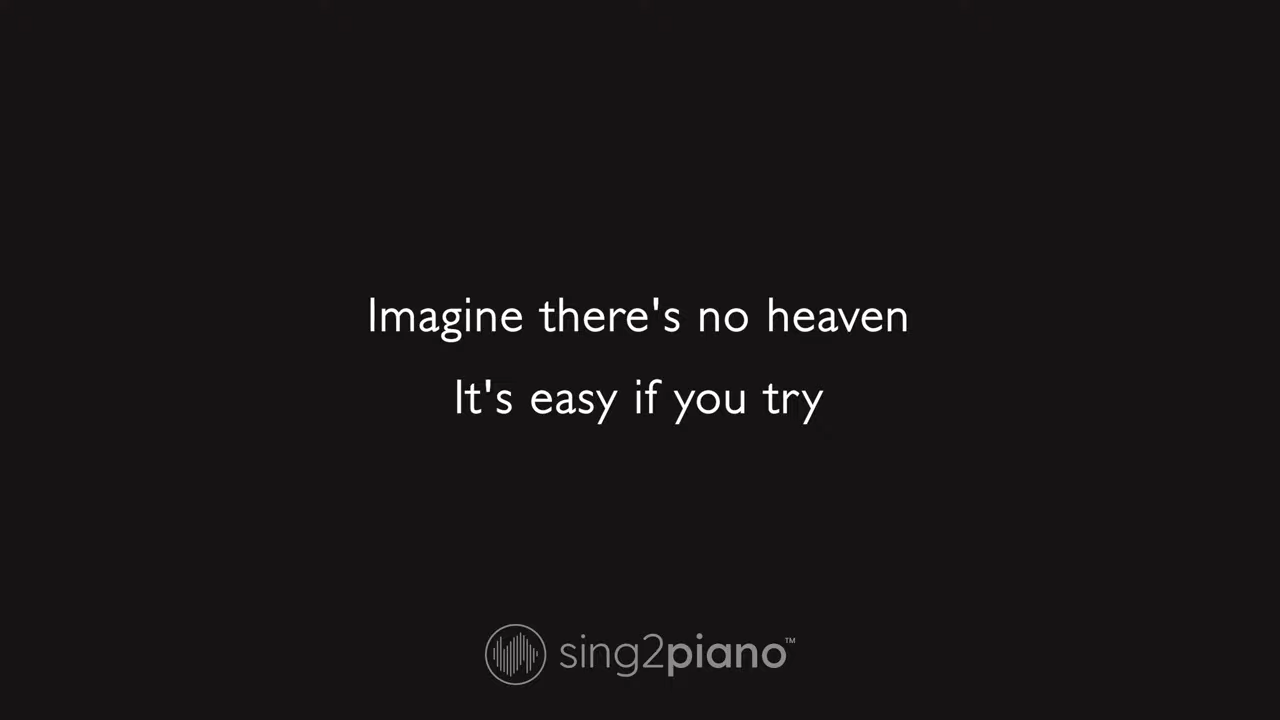 Imagine there's no heaven
It's easy if you try
sing2piano™